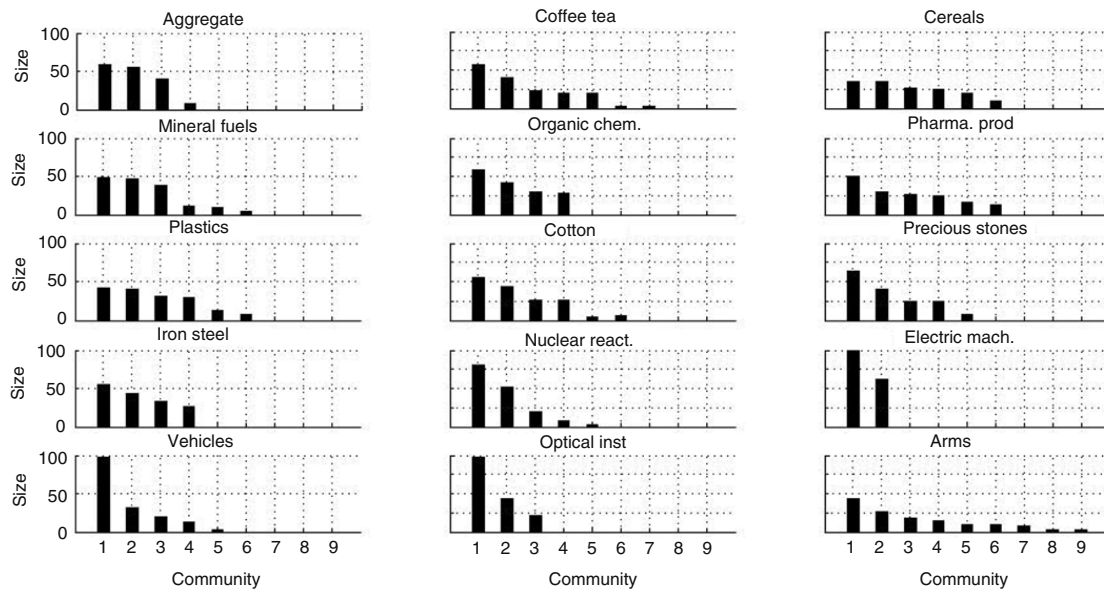 Aggregate Coffee tea Cereals
100
Size
50
0
Mineral fuels Organic chem. Pharma. prod
100
Size
50
0
Plastics Cotton Precious stones
100
Size
50
0
Iron steel Nuclear react. Electric mach.
100
Size
50
0
Vehicles Optical inst Arms
100
Size
50
0
1 2 3 4 5 6 7 8 9 1 2 3 4 5 6 7 8 9 1 2 3 4 5 6 7 8 9
Community Community Community